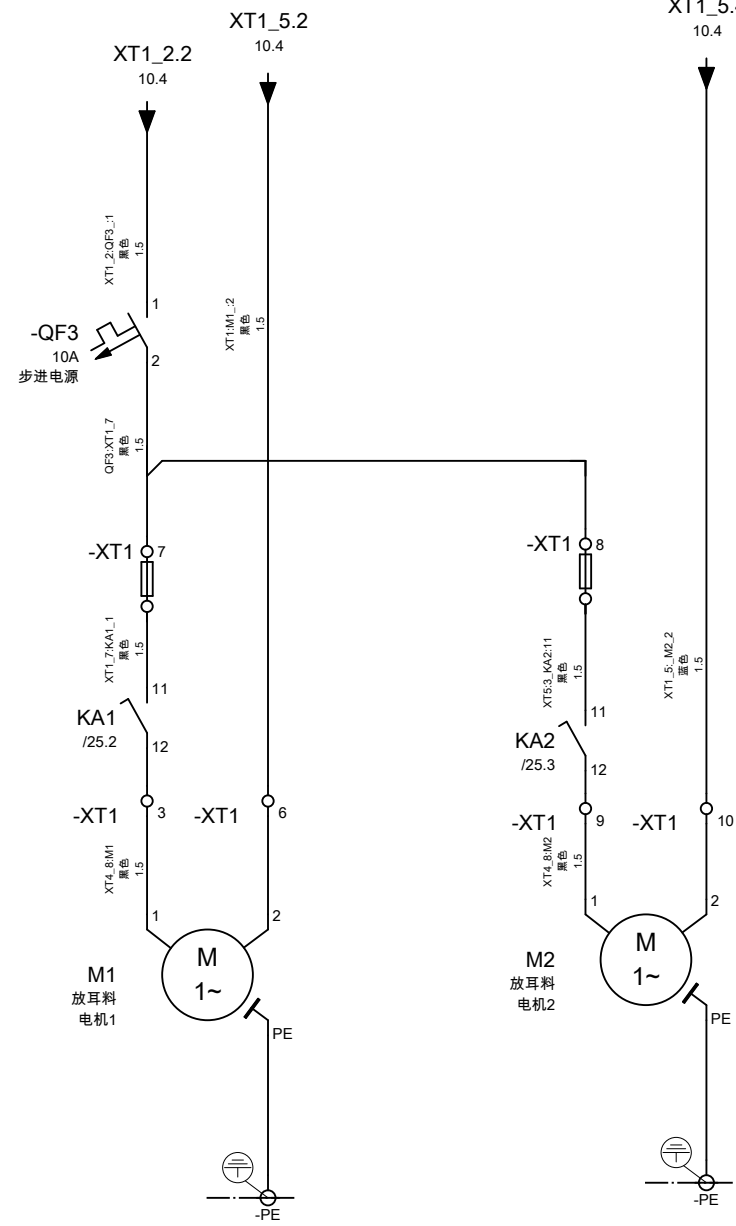 XT1_2.2
10.4
XT1_5.2
10.4
10.4
XT1_2:QF3_:1
黑色
1.5
1
-QF3
10A
步进电源
2
XT1:M1_:2
黑色
1.5
QF3:XT1_7
黑色
1.5
-XT1
7
-XT1
8
XT1_7:KA1_1
黑色
1.5
11
KA1
/25.2
12
XT5:3_KA2:11
黑色
1.5
11
KA2
/25.3
12
XT1_5:_M2_2
蓝色
1.5
-XT1
3
-XT1
6
-XT1
9
-XT1
10
XT4_8:M1
黑色
1.5
1
2
M
1~
M1
放耳料
电机1
PE
-PE
XT4_8:M2
黑色
1.5
1
2
M
1~
M2
放耳料
电机2
PE
-PE